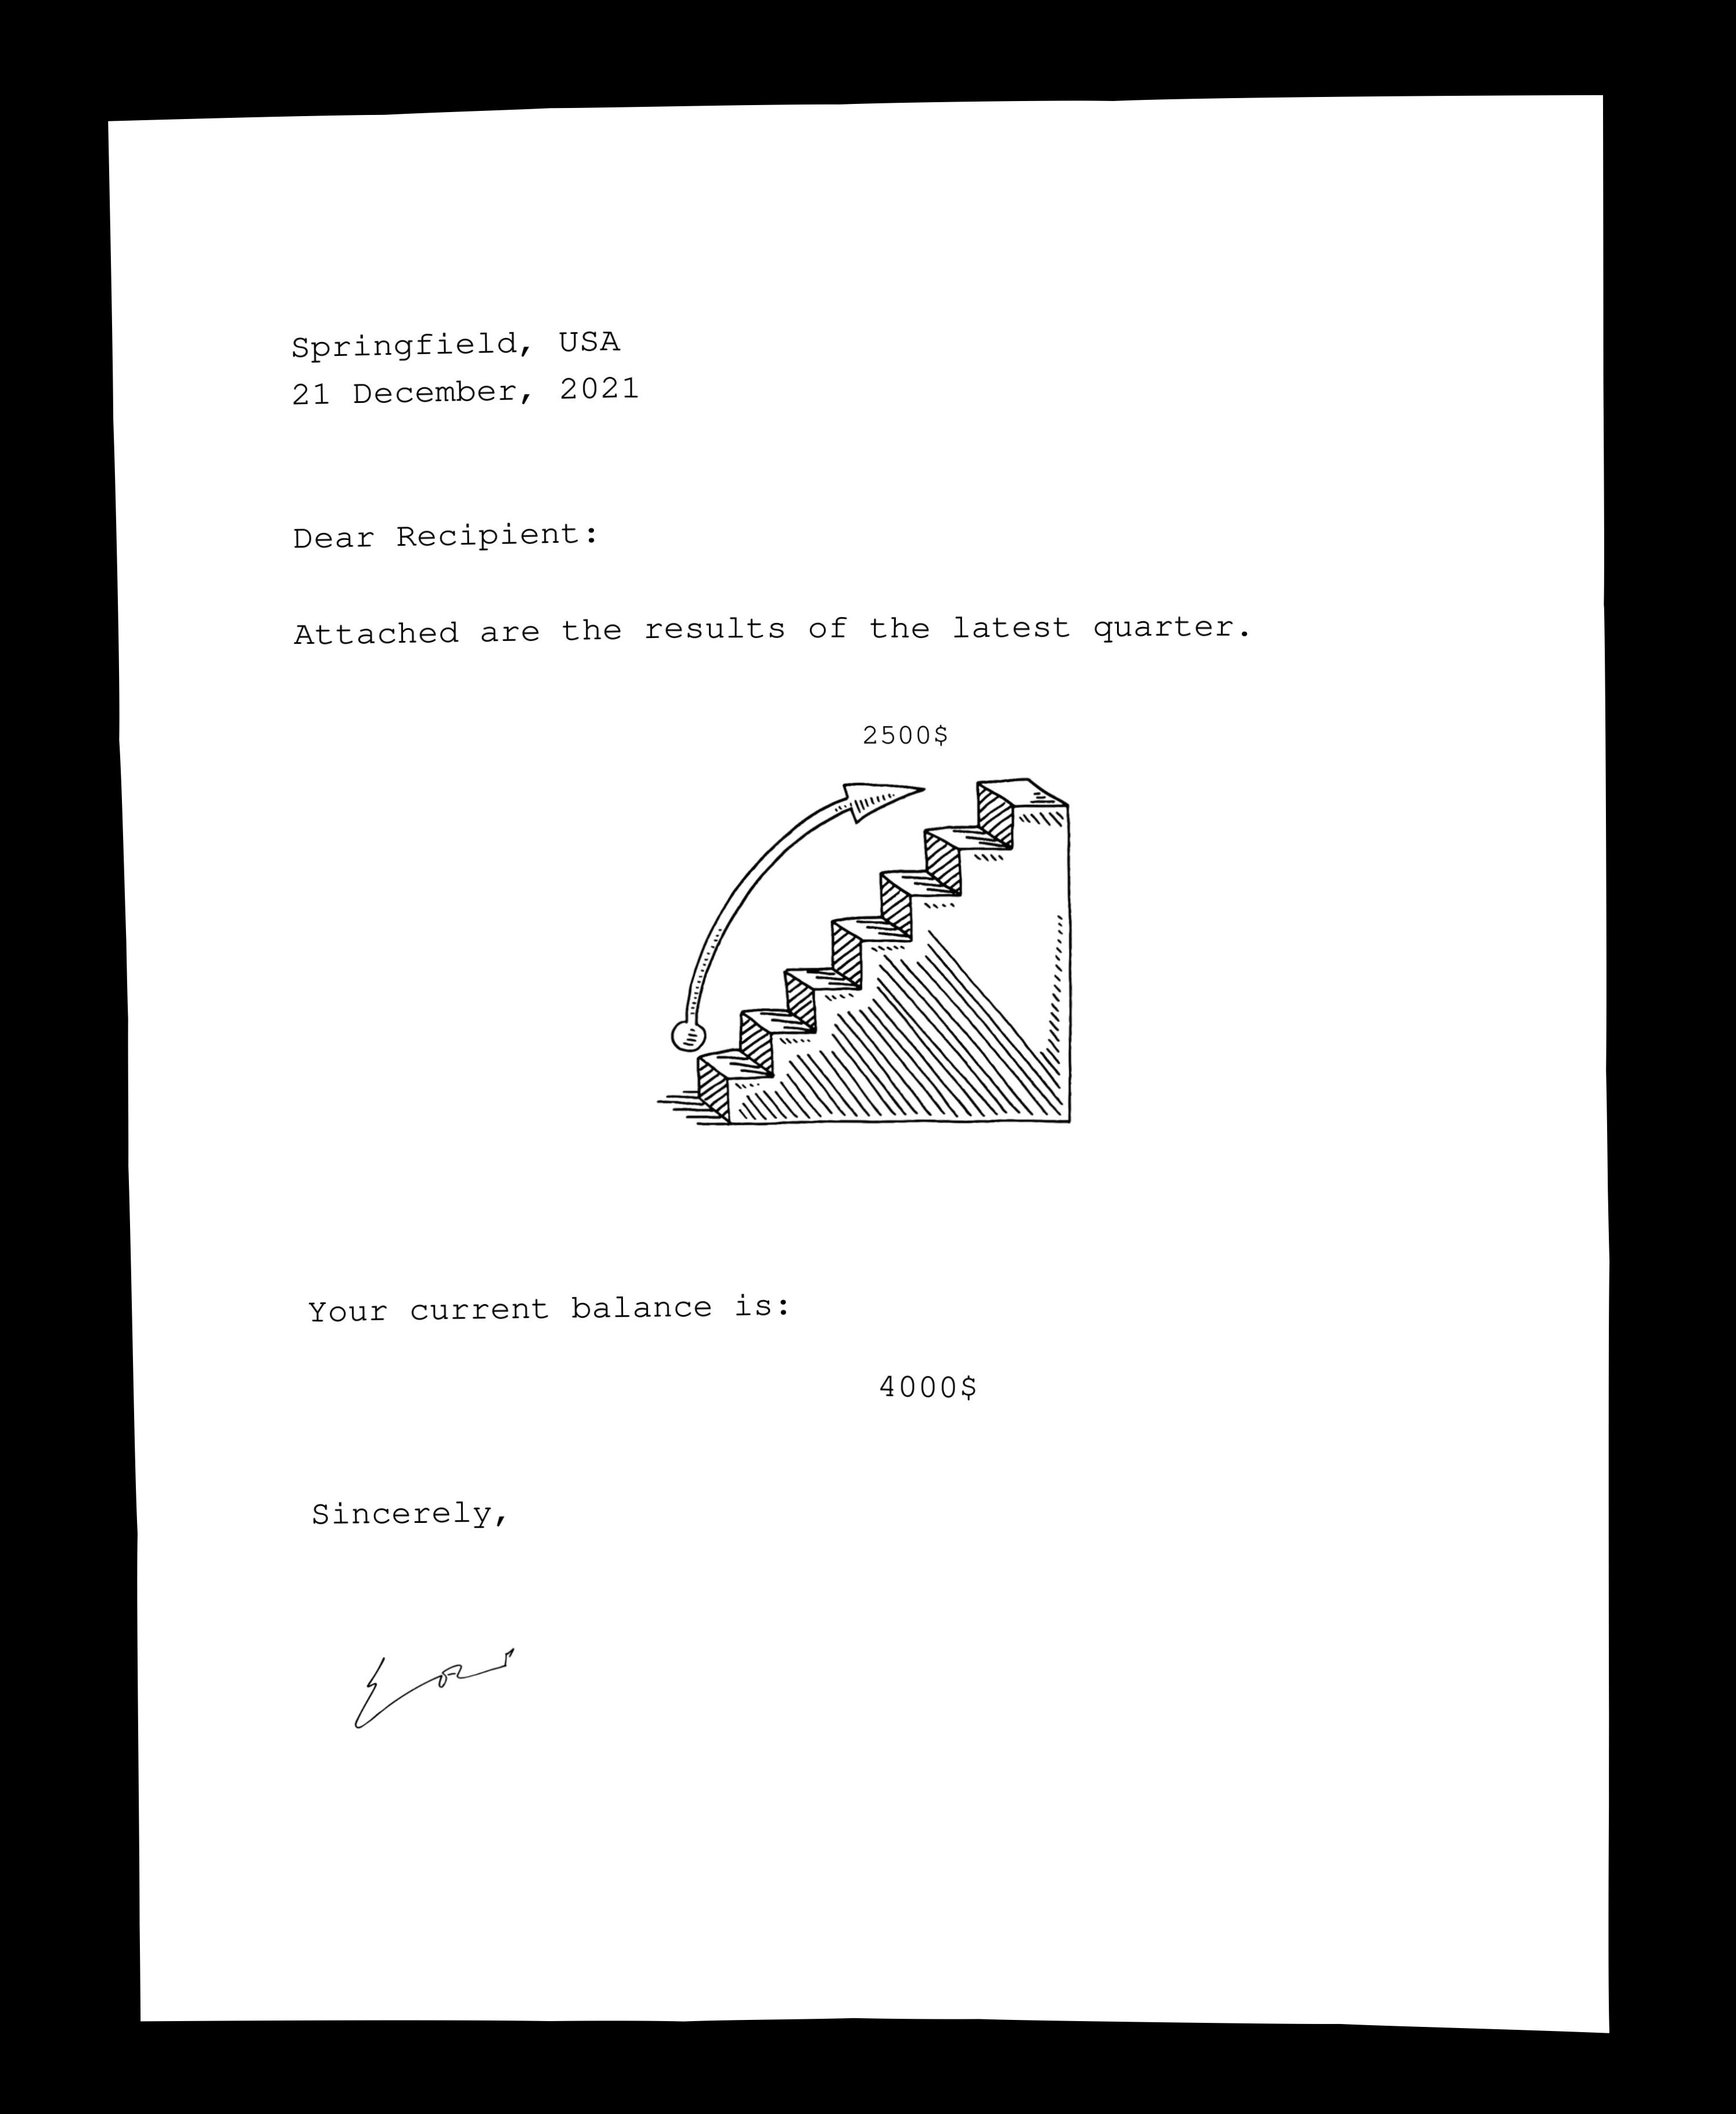 Springfield, USA
21 December, 2021
Dear Recipient:
Attached are the results of the latest quarter.
2500$
Your current balance is:
4000$
Sincerely,